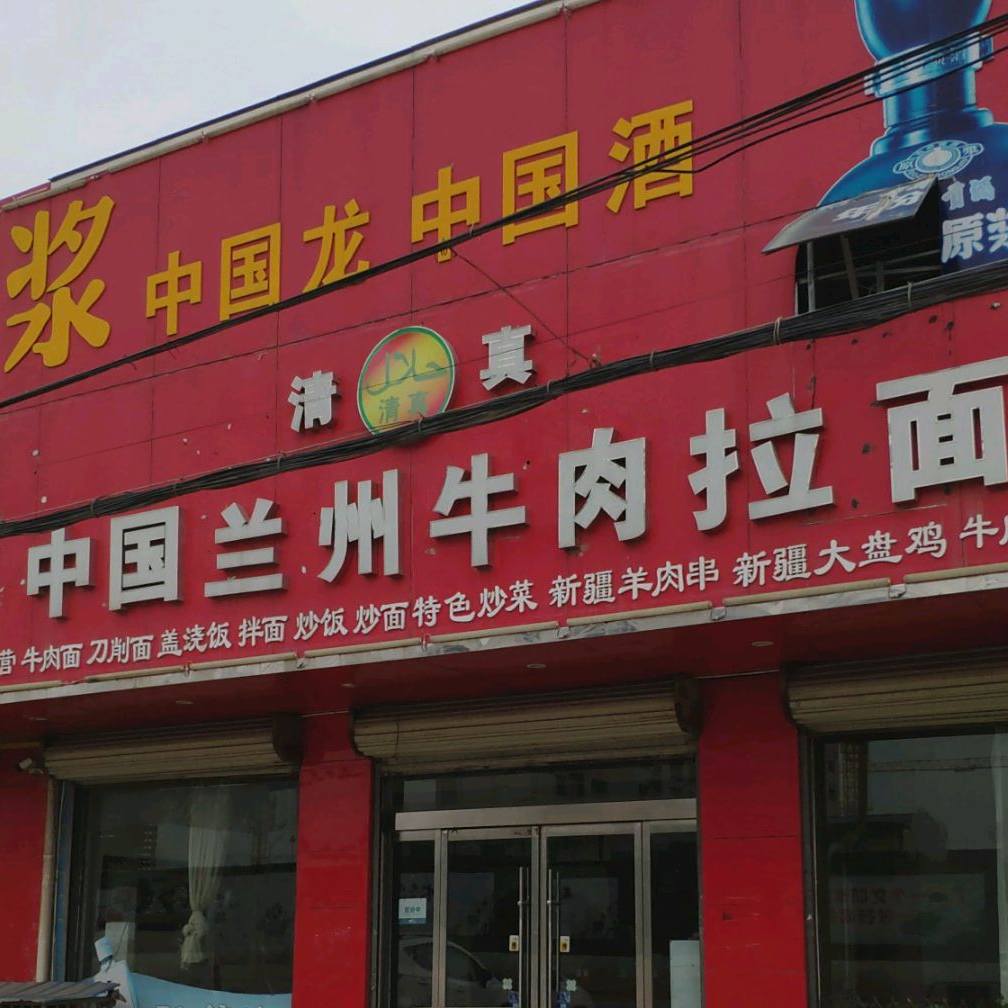 浆 中国龙 中国酒
原浆
清 真
حلال
清真
中国兰州牛肉拉面
营 牛肉面 刀削面 盖浇饭 拌面 炒饭 炒面 特色炒菜 新疆羊肉串 新疆大盘鸡 牛